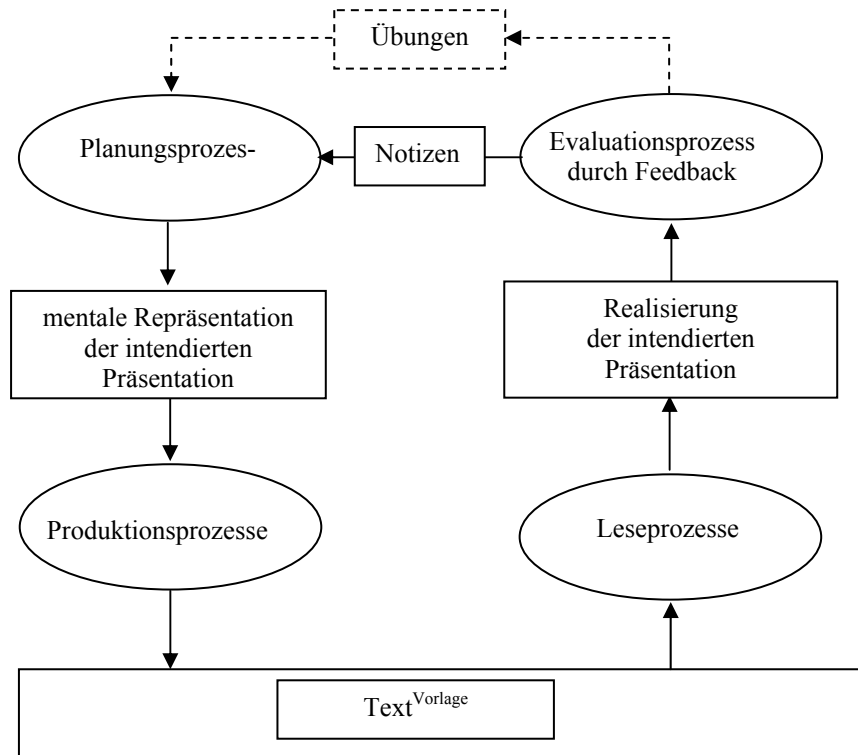 Übungen
Planungsprozes-
Notizen
Evaluationsprozess
durch Feedback
mentale Repräsentation
der intendierten
Präsentation
Realisierung
der intendierten
Präsentation
Produktionsprozesse
Leseprozesse
Text^Vorlage